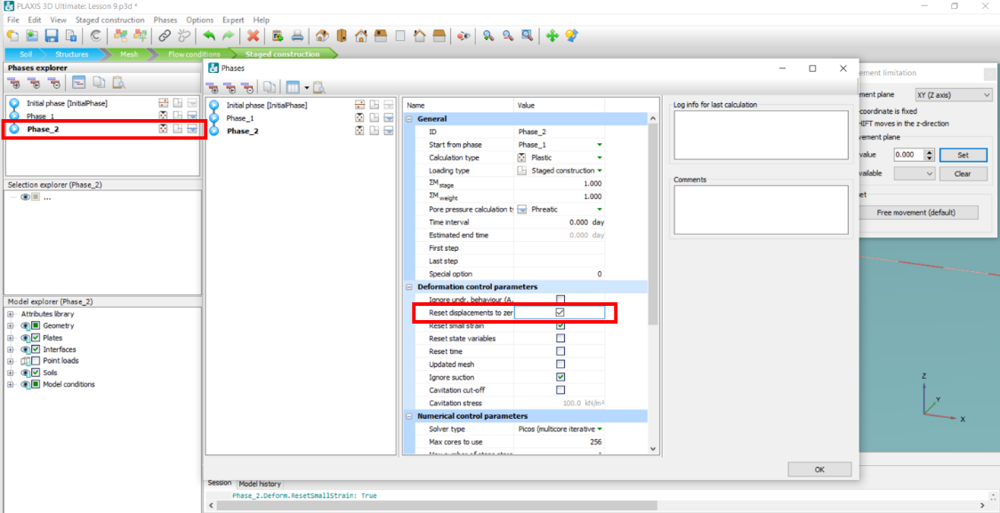 PLAXIS 3D Ultimate: Lesson 9.p3d *
File Edit View Staged construction Phases Options Expert Help
Soil Structures Mesh Flow conditions Staged construction
Phases explorer
Initial phase [InitialPhase]
Phase_1
Phase_2
Selection explorer (Phase_2)
...
Model explorer (Phase_2)
Attributes library
Geometry
Plates
Interfaces
Point loads
Soils
Model conditions
Phases
Initial phase [InitialPhase]
Phase_1
Phase_2
Name Value
General
ID Phase_2
Start from phase Phase_1
Calculation type Plastic
Loading type Staged construction
ΣM stage 1.000
ΣM weight 1.000
Pore pressure calculation t Phreatic
Time interval 0.000 day
Estimated end time 0.000 day
First step
Last step
Special option 0
Deformation control parameters
Ignore undr. behaviour (A,
Reset displacements to zer
Reset small strain
Reset state variables
Reset time
Updated mesh
Ignore suction
Cavitation cut-off
Cavitation stress 100.0 kN/m²
Numerical control parameters
Solver type Picos (multicore iterative
Max cores to use 256
Log info for last calculation
Comments
OK
ement limitation
ment plane XY (Z axis)
coordinate is fixed
HIFT moves in the z-direction
vement plane
value 0.000 Set
vailable Clear
et
Free movement (default)
Z
Y
X
Session Model history
Phase_2.Deform.ResetSmallStrain: True